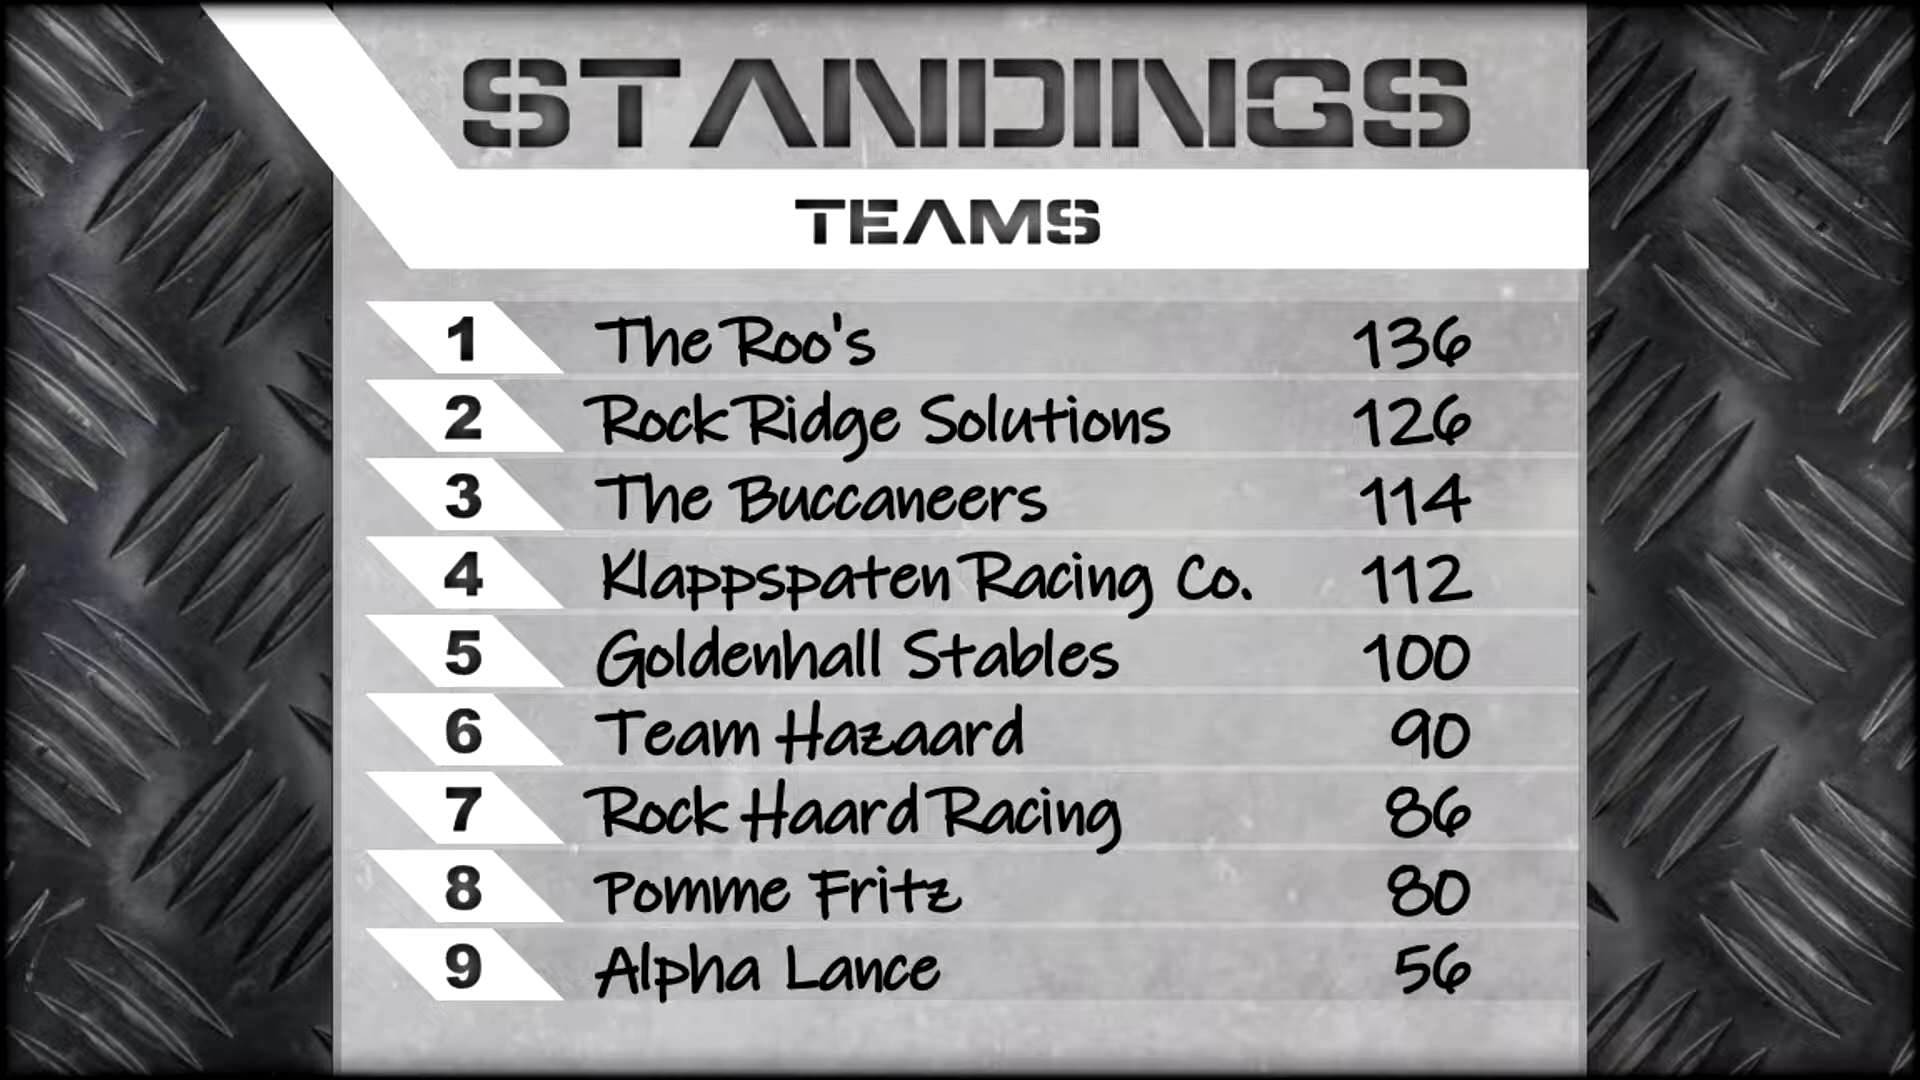 STANDINGS
TEAMS
1 The Roo's 136
2 Rock Ridge Solutions 126
3 The Buccaneers 114
4 Klappspaten Racing Co. 112
5 Goldenhall Stables 100
6 Team Hazaard 90
7 Rock Haard Racing 86
8 Pomme Fritz 80
9 Alpha Lance 56